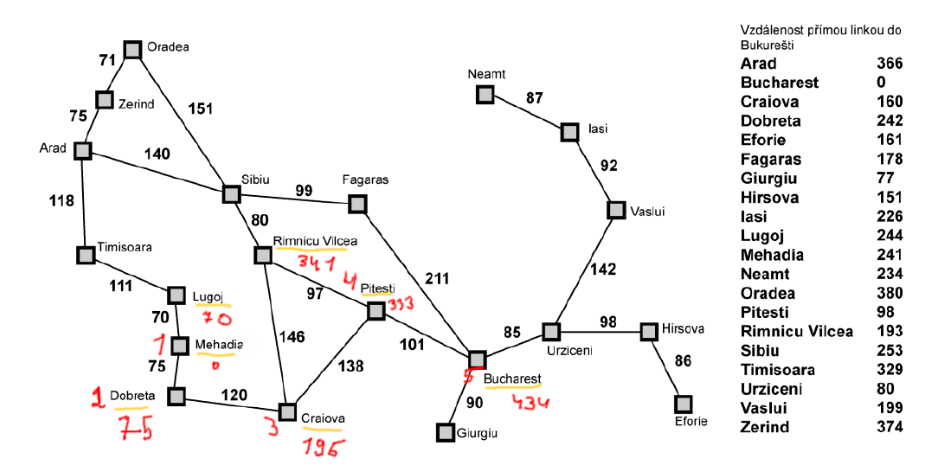 Oradea
71
Zerind
151
75
Arad
140
Sibiu
99
Fagaras
118
80
Timisoara
Rimnicu Vilcea
341
111
97
4
Pitesti
333
211
Lugoj
70
70
146
1
Mehadia
0
138
101
75
2
Dobreta
75
120
3
Craiova
195
5
Bucharest
434
90
Giurgiu
85
Urziceni
98
Hirsova
86
Eforie
142
Vaslui
92
Iasi
87
Neamt
Vzdálenost přímou linkou do
Bukurešti
Arad 366
Bucharest 0
Craiova 160
Dobreta 242
Eforie 161
Fagaras 178
Giurgiu 77
Hirsova 151
Iasi 226
Lugoj 244
Mehadia 241
Neamt 234
Oradea 380
Pitesti 98
Rimnicu Vilcea 193
Sibiu 253
Timisoara 329
Urziceni 80
Vaslui 199
Zerind 374